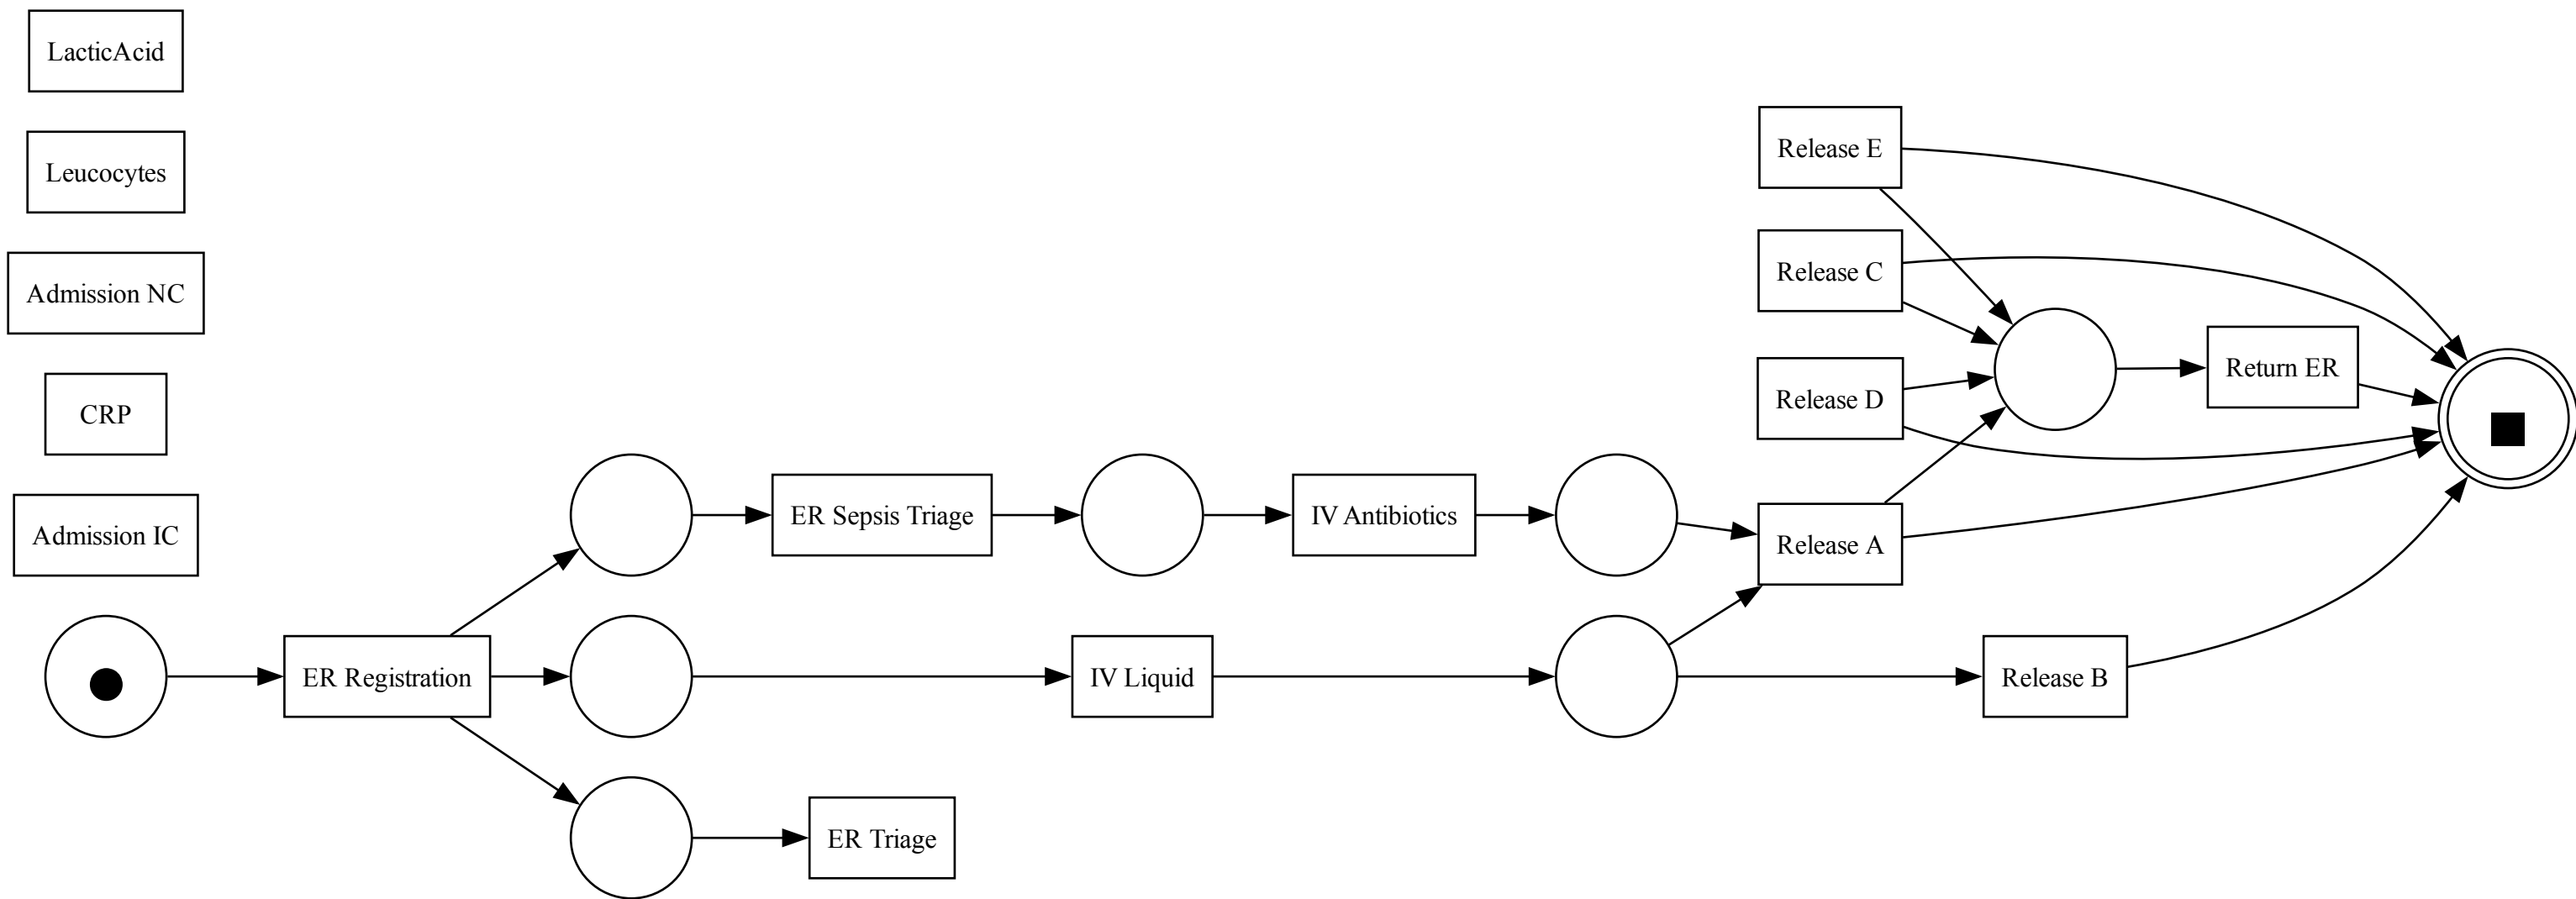 LacticAcid
Leucocytes
Admission NC
CRP
Admission IC
ER Registration
ER Sepsis Triage
IV Liquid
ER Triage
IV Antibiotics
Release E
Release C
Release D
Release A
Release B
Return ER